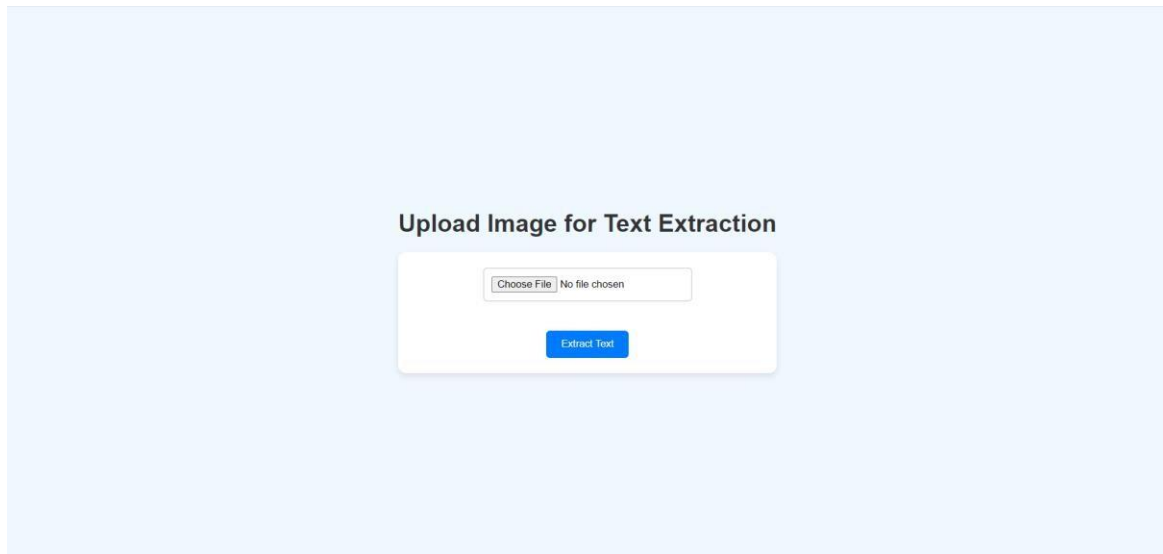 Upload Image for Text Extraction
Choose File No file chosen
Extract Text